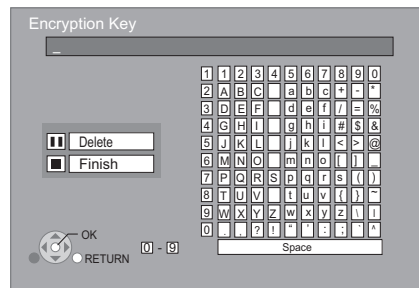 Encryption Key
_
1 1 2 3 4 5 6 7 8 9 0
2 A B C a b c + - *
3 D E F d e f / = %
4 G H I g h i # $ &
5 J K L j k l < > @
6 M N O m n o [ ] _
7 P Q R S p q r s ( )
8 T U V t u v { } ~
9 W X Y Z w x y z \ |
0 . , ? ! " ' : ; ` ^
Space
Delete
Finish
OK
RETURN
0 - 9